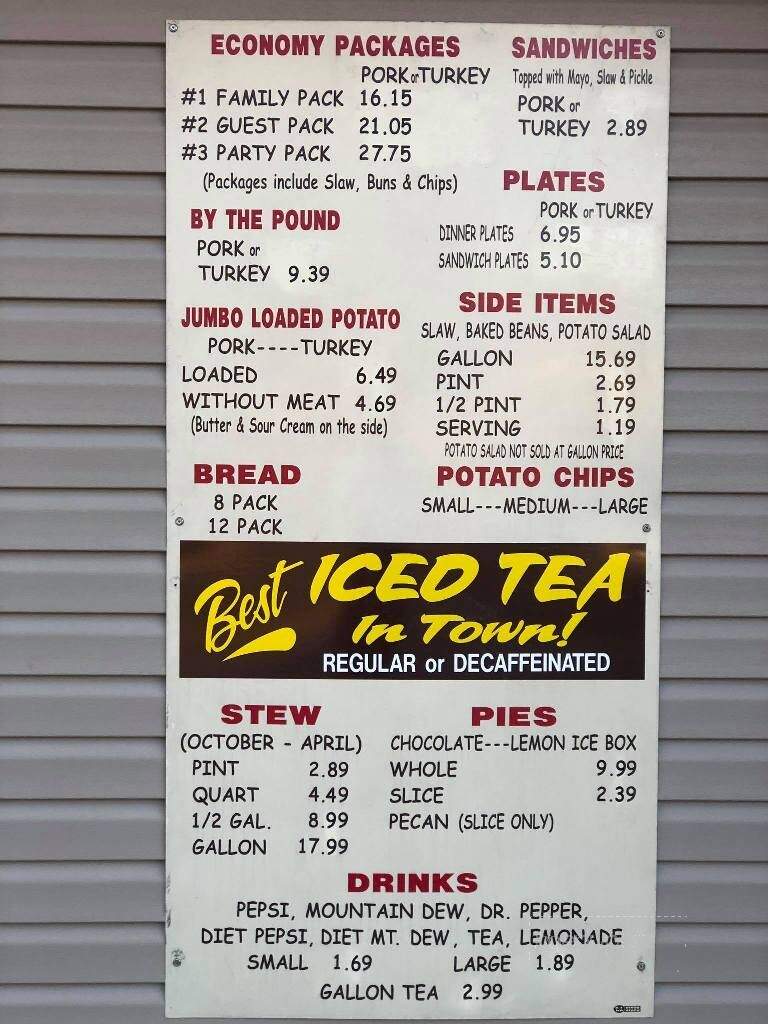 ECONOMY PACKAGES
PORK or TURKEY
#1 FAMILY PACK 16.15
#2 GUEST PACK 21.05
#3 PARTY PACK 27.75
(Packages include Slaw, Buns & Chips)
SANDWICHES
Topped with Mayo, Slaw & Pickle
PORK or
TURKEY 2.89
BY THE POUND
PORK or
TURKEY 9.39
PLATES
PORK or TURKEY
DINNER PLATES 6.95
SANDWICH PLATES 5.10
JUMBO LOADED POTATO
PORK----TURKEY
LOADED 6.49
WITHOUT MEAT 4.69
(Butter & Sour Cream on the side)
SIDE ITEMS
SLAW, BAKED BEANS, POTATO SALAD
GALLON 15.69
PINT 2.69
1/2 PINT 1.79
SERVING 1.19
POTATO SALAD NOT SOLD AT GALLON PRICE
BREAD
8 PACK
12 PACK
POTATO CHIPS
SMALL---MEDIUM---LARGE
Best ICED TEA
In Town!
REGULAR or DECAFFEINATED
STEW
(OCTOBER - APRIL)
PINT 2.89
QUART 4.49
1/2 GAL. 8.99
GALLON 17.99
PIES
CHOCOLATE---LEMON ICE BOX
WHOLE 9.99
SLICE 2.39
PECAN (SLICE ONLY)
DRINKS
PEPSI, MOUNTAIN DEW, DR. PEPPER,
DIET PEPSI, DIET MT. DEW, TEA, LEMONADE
SMALL 1.69 LARGE 1.89
GALLON TEA 2.99